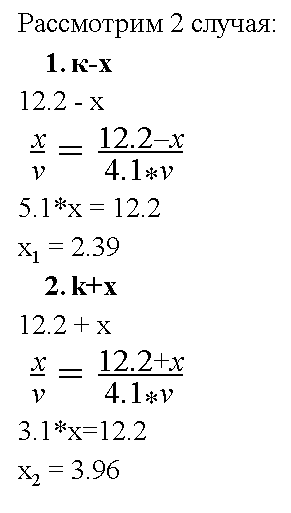 Рассмотрим 2 случая:
1. к-х
12.2 - x
x/v = 12.2–x/4.1*v
5.1*x = 12.2
x₁ = 2.39
2. k+x
12.2 + x
x/v = 12.2+x/4.1*v
3.1*x=12.2
x₂ = 3.96